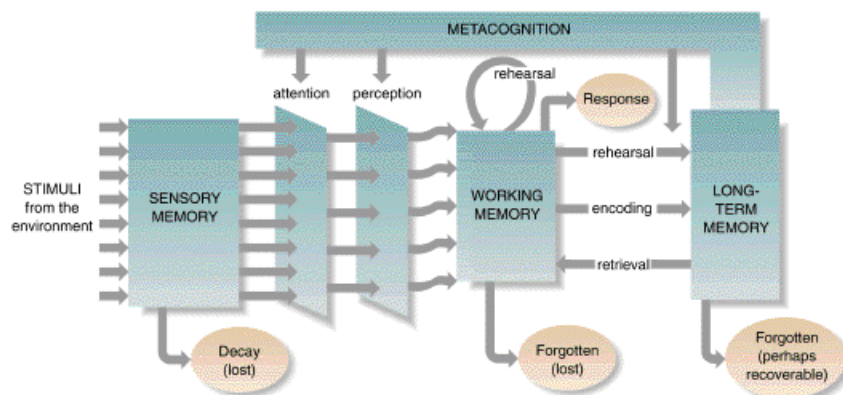 METACOGNITION
rehearsal
attention
perception
Response
STIMULI
from the
environment
SENSORY
MEMORY
WORKING
MEMORY
rehearsal
encoding
retrieval
LONG-
TERM
MEMORY
Decay
(lost)
Forgotten
(lost)
Forgotten
(perhaps
recoverable)